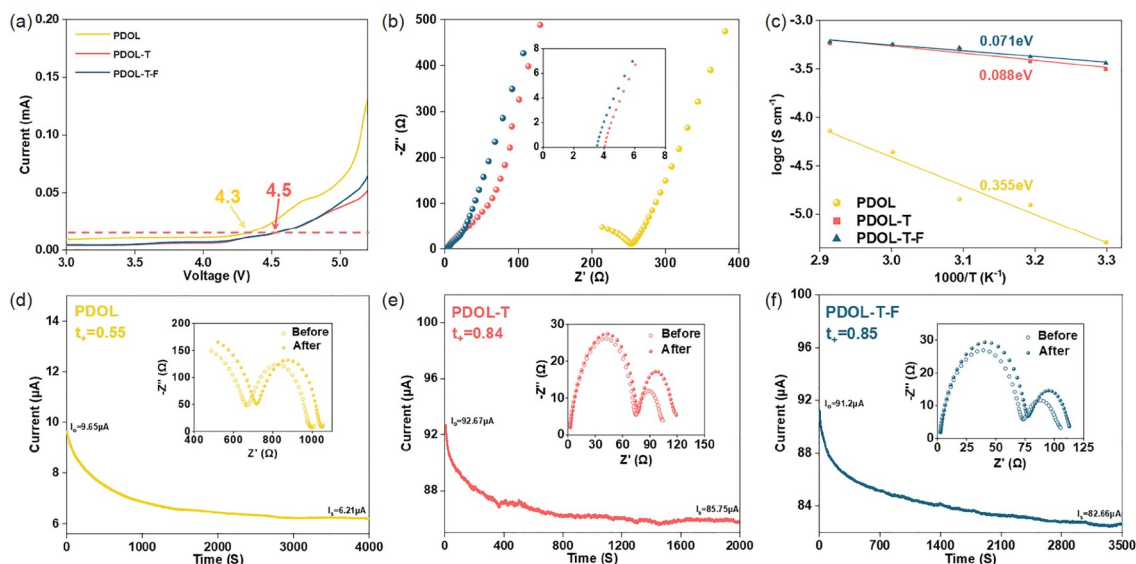 (a)
0.20
0.15
0.10
0.05
0.00
Current (mA)
PDOL
PDOL-T
PDOL-T-F
4.3
4.5
3.0 3.5 4.0 4.5 5.0
Voltage (V)
(b)
500
400
300
200
100
0
-Z'' (Ω)
8
6
4
2
0
0 2 4 6 8
0 100 200 300 400
Z' (Ω)
(c)
-3.0
-3.5
-4.0
-4.5
-5.0
logσ (S cm⁻¹)
0.071eV
0.088eV
0.355eV
PDOL
PDOL-T
PDOL-T-F
2.9 3.0 3.1 3.2 3.3
1000/T (K⁻¹)
(d)
14
12
10
8
6
Current (μA)
PDOL
t₊=0.55
I₀=9.65μA
Iₛ=6.21μA
200
150
100
50
0
-Z'' (Ω)
Before
After
400 600 800 1000
Z' (Ω)
0 1000 2000 3000 4000
Time (S)
(e)
100
96
92
88
Current (μA)
PDOL-T
t₊=0.84
I₀=92.67μA
Iₛ=85.75μA
30
20
10
0
-Z'' (Ω)
Before
After
0 30 60 90 120 150
Z' (Ω)
0 500 1000 1500 2000
Time (S)
(f)
100
96
92
88
84
Current (μA)
PDOL-T-F
t₊=0.85
I₀=91.2μA
Iₛ=82.66μA
40
30
20
10
0
-Z'' (Ω)
Before
After
0 25 50 75 100 125
Z' (Ω)
0 700 1400 2100 2800 3500
Time (S)